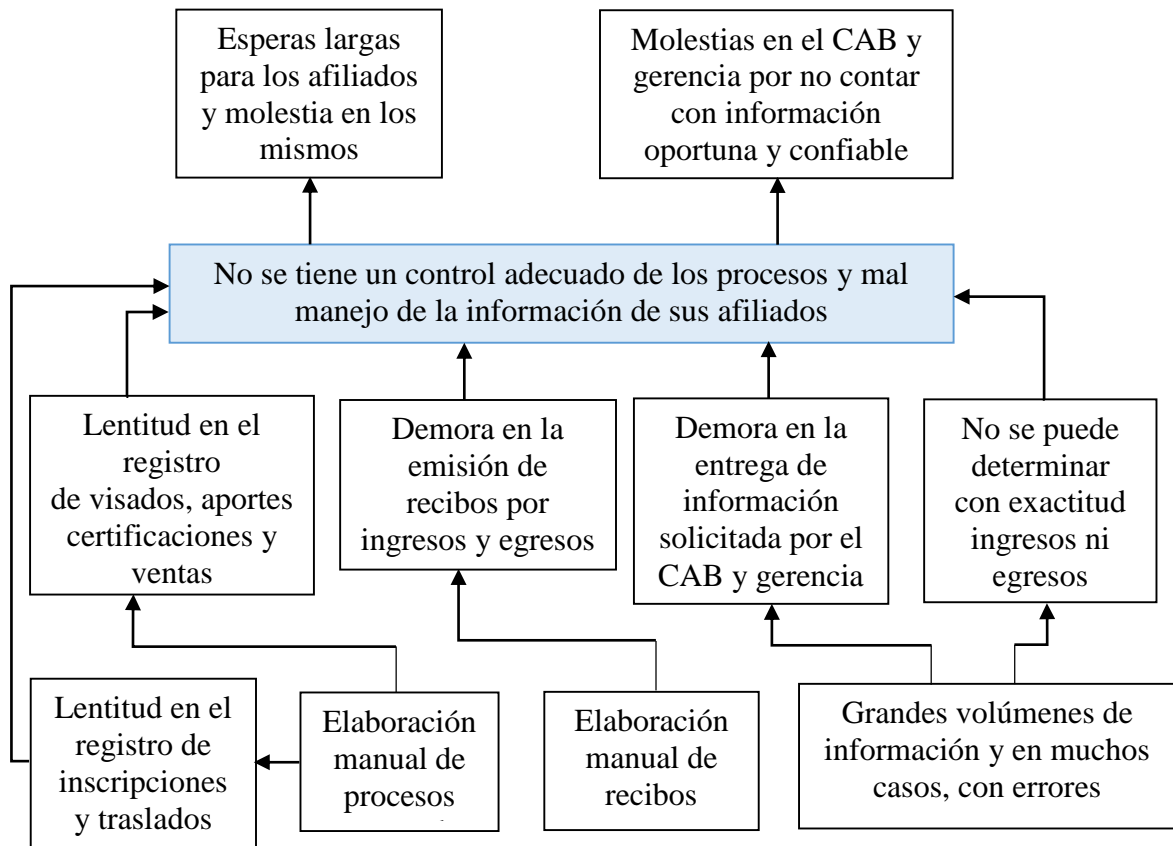 Esperas largas
para los afiliados
y molestia en los
mismos
Molestias en el CAB y
gerencia por no contar
con información
oportuna y confiable
No se tiene un control adecuado de los procesos y mal
manejo de la información de sus afiliados
Lentitud en el
registro
de visados, aportes
certificaciones y
ventas
Demora en la
emisión de
recibos por
ingresos y egresos
Demora en la
entrega de
información
solicitada por el
CAB y gerencia
No se puede
determinar
con exactitud
ingresos ni
egresos
Lentitud en el
registro de
inscripciones
y traslados
Elaboración
manual de
procesos
Elaboración
manual de
recibos
Grandes volúmenes de
información y en muchos
casos, con errores